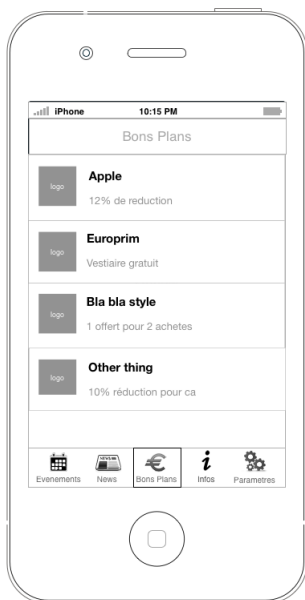 iPhone 10:15 PM
Bons Plans
logo
Apple
12% de reduction
logo
Europrim
Vestiaire gratuit
logo
Bla bla style
1 offert pour 2 achetes
logo
Other thing
10% réduction pour ca
NEWS
Evenements News Bons Plans Infos Parametres